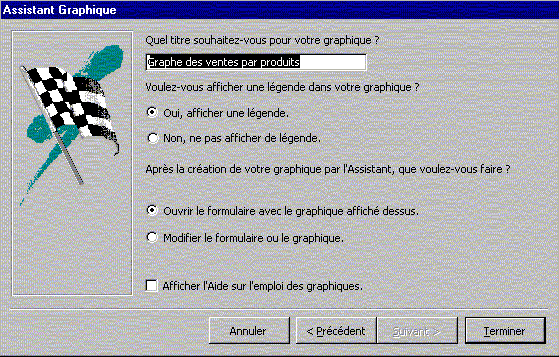 Assistant Graphique
Quel titre souhaitez-vous pour votre graphique ?
Graphe des ventes par produits
Voulez-vous afficher une légende dans votre graphique ?
Oui, afficher une légende.
Non, ne pas afficher de légende.
Après la création de votre graphique par l'Assistant, que voulez-vous faire ?
Ouvrir le formulaire avec le graphique affiché dessus.
Modifier le formulaire ou le graphique.
Afficher l'Aide sur l'emploi des graphiques.
Annuler < Précédent Suivant > Terminer